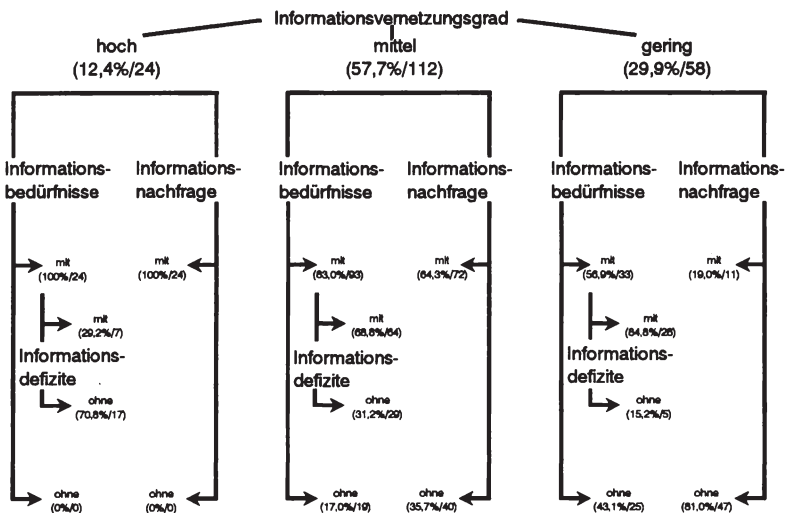 Informationsvernetzungsgrad
hoch
(12,4%/24)
Informations-
bedürfnisse
mit
(100%/24)
mit
(29,2%/7)
Informations-
defizite
ohne
(70,8%/17)
ohne
(0%/0)
Informations-
nachfrage
mit
(100%/24)
ohne
(0%/0)
mittel
(57,7%/112)
Informations-
bedürfnisse
mit
(83,0%/93)
mit
(68,8%/64)
Informations-
defizite
ohne
(31,2%/29)
ohne
(17,0%/19)
Informations-
nachfrage
mit
(64,3%/72)
ohne
(35,7%/40)
gering
(29,9%/58)
Informations-
bedürfnisse
mit
(56,9%/33)
mit
(84,8%/28)
Informations-
defizite
ohne
(15,2%/5)
ohne
(43,1%/25)
Informations-
nachfrage
mit
(19,0%/11)
ohne
(81,0%/47)